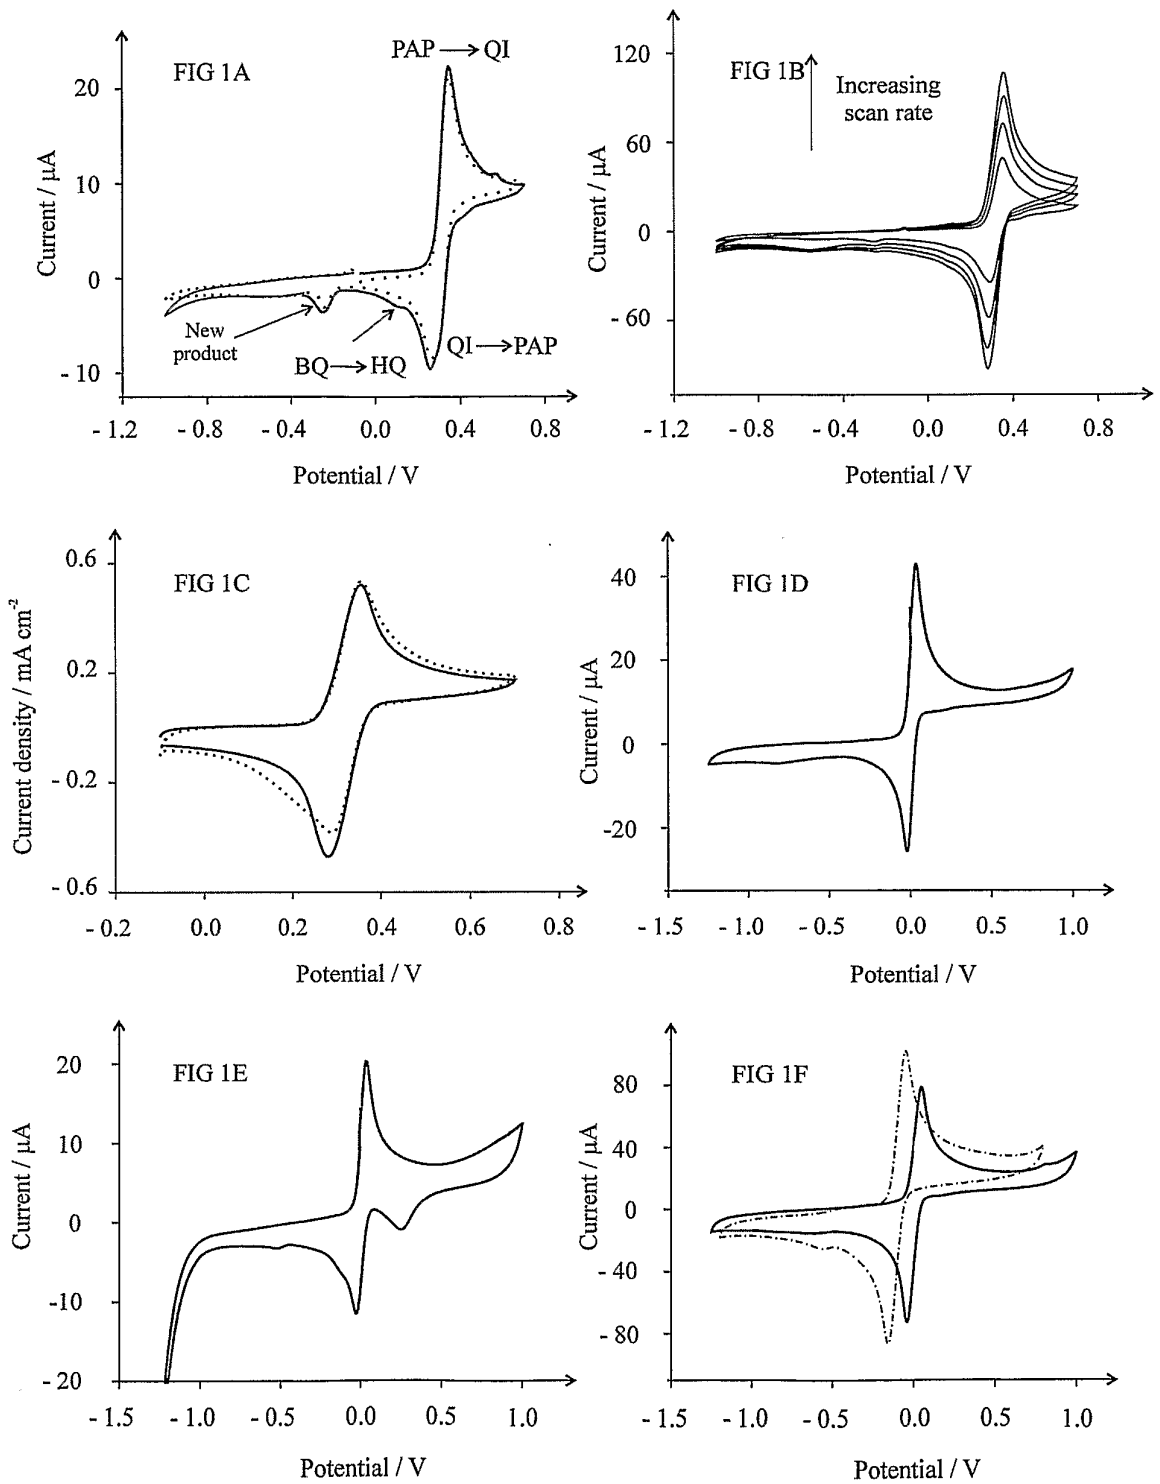 FIG 1A
PAP → QI
20
10
0
- 10
Current / µA
New
product
BQ → HQ
QI → PAP
- 1.2 - 0.8 - 0.4 0.0 0.4 0.8
Potential / V
FIG 1B
Increasing
scan rate
120
60
0
- 60
Current / µA
- 1.2 - 0.8 - 0.4 0.0 0.4 0.8
Potential / V
FIG 1C
0.6
0.2
- 0.2
- 0.6
Current density / mA cm⁻²
- 0.2 0.0 0.2 0.4 0.6 0.8
Potential / V
FIG 1D
40
20
0
-20
Current / µA
- 1.5 - 1.0 - 0.5 0.0 0.5 1.0
Potential / V
FIG 1E
20
10
0
-10
- 20
Current / µA
- 1.5 - 1.0 - 0.5 0.0 0.5 1.0
Potential / V
FIG 1F
80
40
0
- 40
- 80
Current / µA
- 1.5 - 1.0 - 0.5 0.0 0.5 1.0
Potential / V